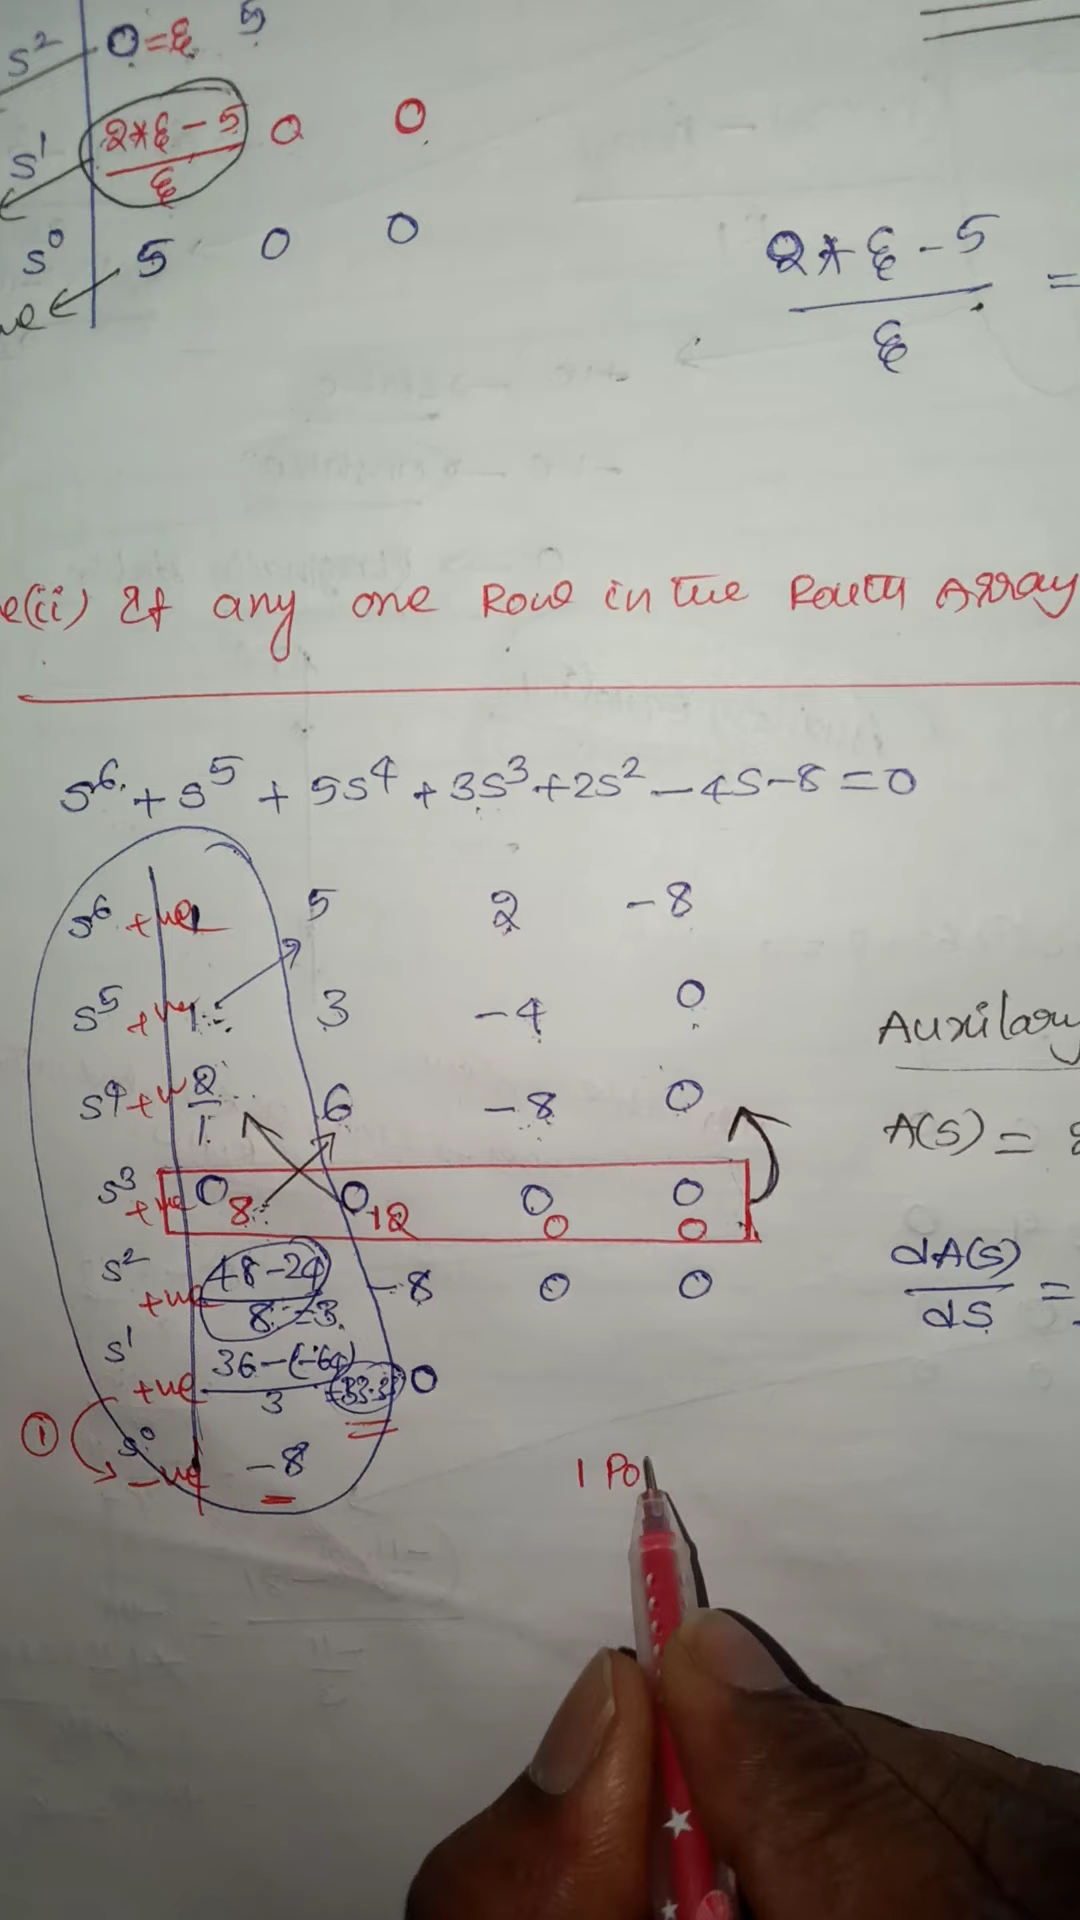 s² 0=ε 5
s¹ 2*ε-5/ε 0 0
s⁰ 5 0 0
ve
2*ε-5/ε =
e(ii) If any one Row in the Routh Array
s⁶ + s⁵ + 5s⁴ + 3s³ + 2s² - 4s - 8 = 0
s⁶ +ve 1 5 2 -8
s⁵ +ve 1 3 -4 0
s⁴ +ve 2/1 6 -8 0
s³ +ve 0 0 0 0
8 12 0 0
s² +ve 48-24/8 =3 -8 0 0
s¹ +ve 36-(-64)/3 =33.3 0
① s⁰ -ve -8
Auxilary
A(s) =
dA(s)/ds =
1 Po